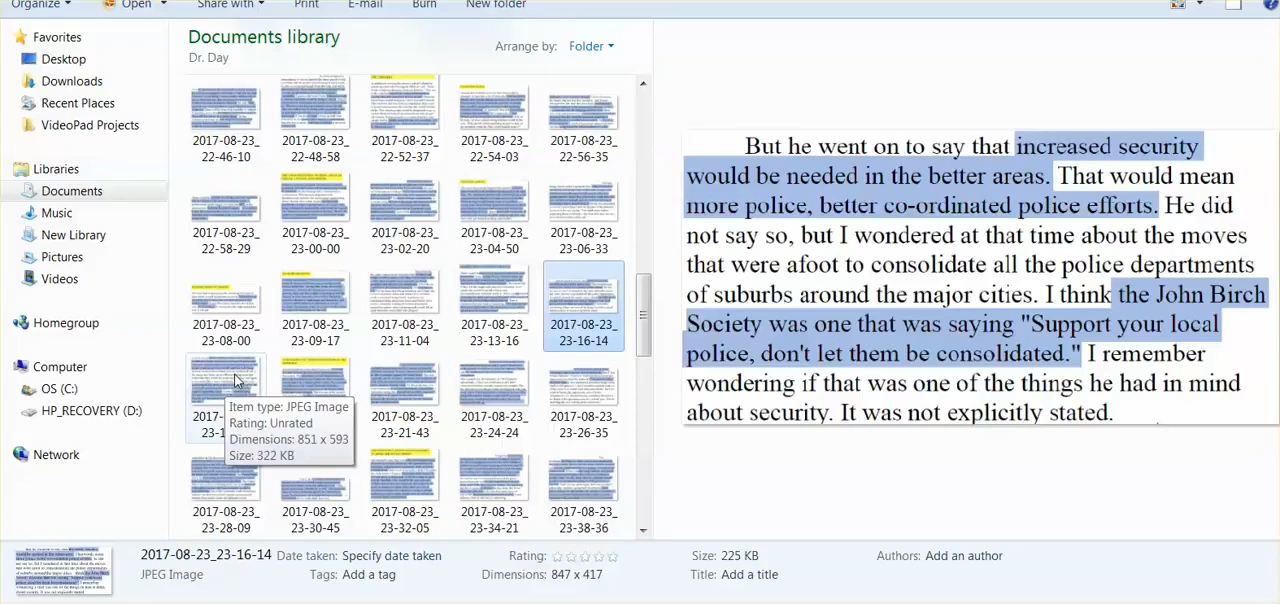 Organize
Open
Share with
Print
E-mail
Burn
New folder
Favorites
Desktop
Downloads
Recent Places
VideoPad Projects
Libraries
Documents
Music
New Library
Pictures
Videos
Homegroup
Computer
OS (C:)
HP_RECOVERY (D:)
Network
Documents library
Dr. Day
Arrange by: Folder
2017-08-23_ 2017-08-23_ 2017-08-23_ 2017-08-23_ 2017-08-23_
22-46-10 22-48-58 22-52-37 22-54-03 22-56-35
2017-08-23_ 2017-08-23_ 2017-08-23_ 2017-08-23_ 2017-08-23_
22-58-29 23-00-00 23-02-20 23-04-50 23-06-33
2017-08-23_ 2017-08-23_ 2017-08-23_ 2017-08-23_ 2017-08-23_
23-08-00 23-09-17 23-11-04 23-13-16 23-16-14
2017- 2017-08-23_ 2017-08-23_ 2017-08-23_
23-1 23-21-43 23-24-24 23-26-35
Item type: JPEG Image
Rating: Unrated
Dimensions: 851 x 593
Size: 322 KB
2017-08-23_ 2017-08-23_ 2017-08-23_ 2017-08-23_ 2017-08-23_
23-28-09 23-30-45 23-32-05 23-34-21 23-38-36
But he went on to say that increased security
would be needed in the better areas. That would mean
more police, better co-ordinated police efforts. He did
not say so, but I wondered at that time about the moves
that were afoot to consolidate all the police departments
of suburbs around the major cities. I think the John Birch
Society was one that was saying "Support your local
police, don't let them be consolidated." I remember
wondering if that was one of the things he had in mind
about security. It was not explicitly stated.
2017-08-23_23-16-14 Date taken: Specify date taken Rating: Size: 225 KB Authors: Add an author
JPEG Image Tags: Add a tag Dimensions: 847 x 417 Title: Add a title